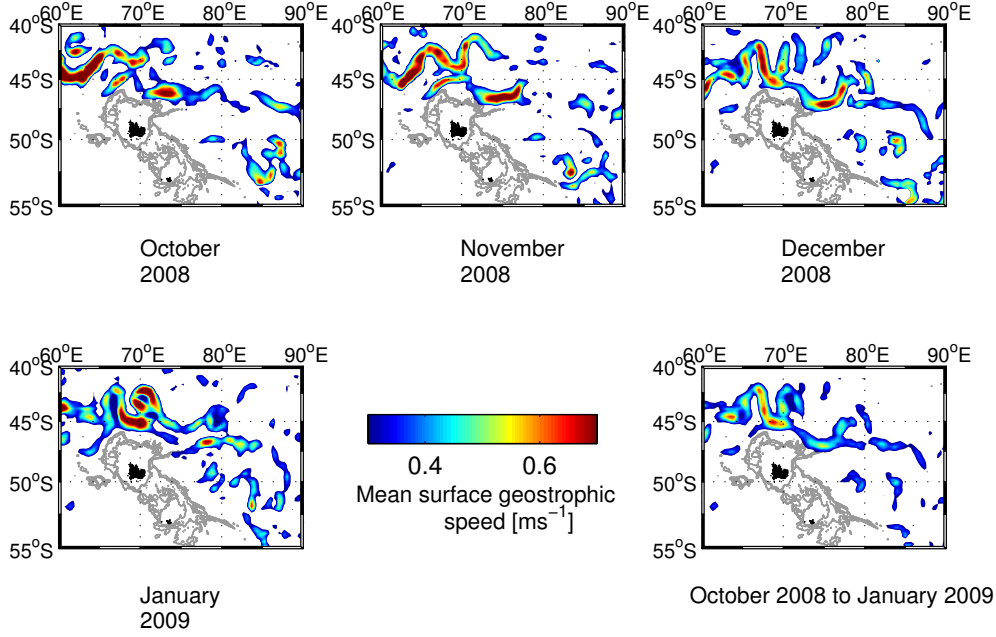 60°E 70° 80° 90°E
40°S
45°S
50°S
55°S
October
2008
60°E 70° 80° 90°E
40°S
45°S
50°S
55°S
November
2008
60°E 70° 80° 90°E
40°S
45°S
50°S
55°S
December
2008
60°E 70° 80° 90°E
40°S
45°S
50°S
55°S
January
2009
0.4 0.6
Mean surface geostrophic
speed [ms⁻¹]
60°E 70° 80° 90°E
40°S
45°S
50°S
55°S
October 2008 to January 2009